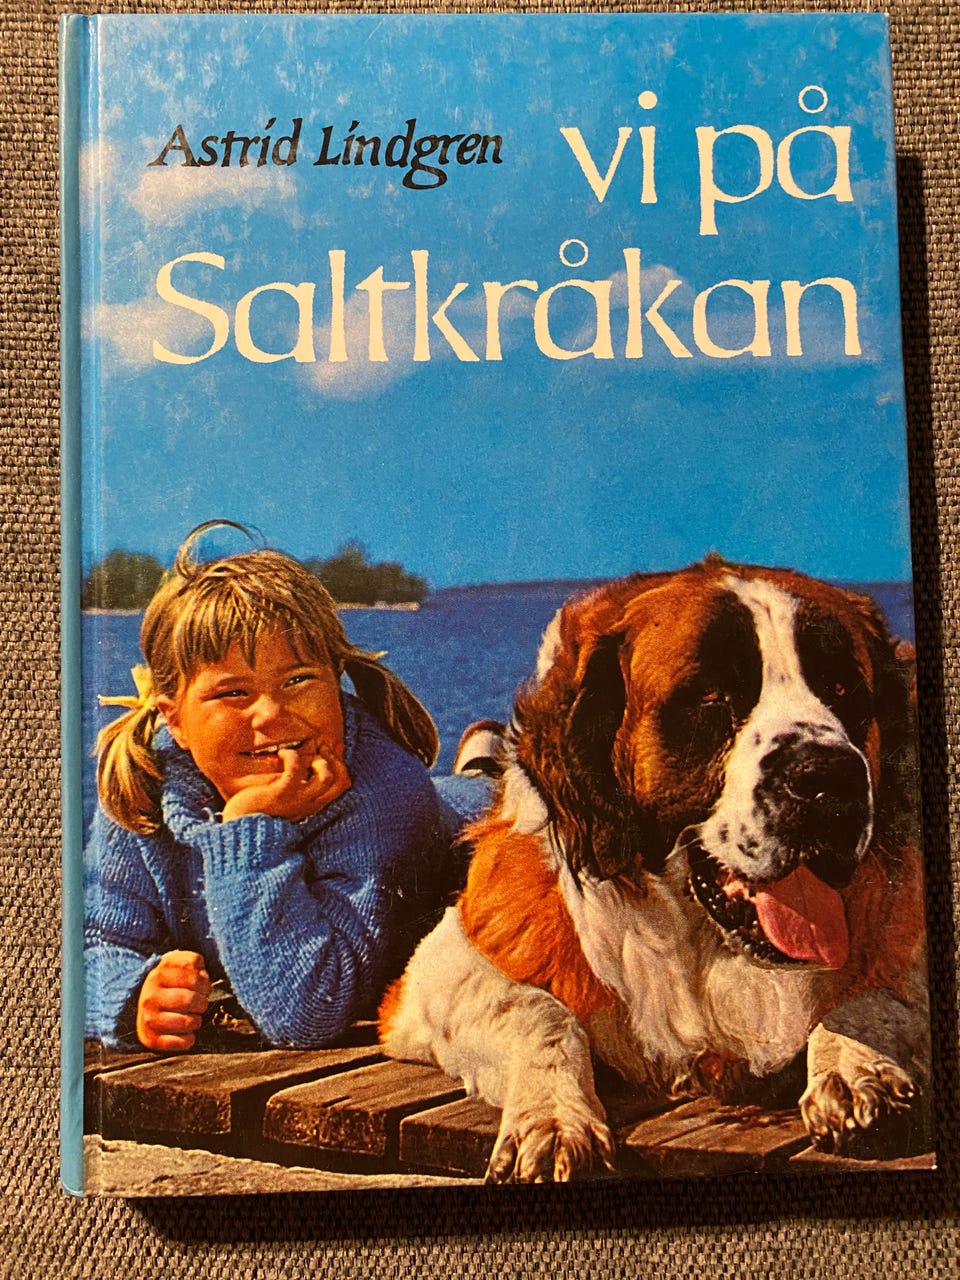 Astrid Lindgren
vi på
Saltkråkan